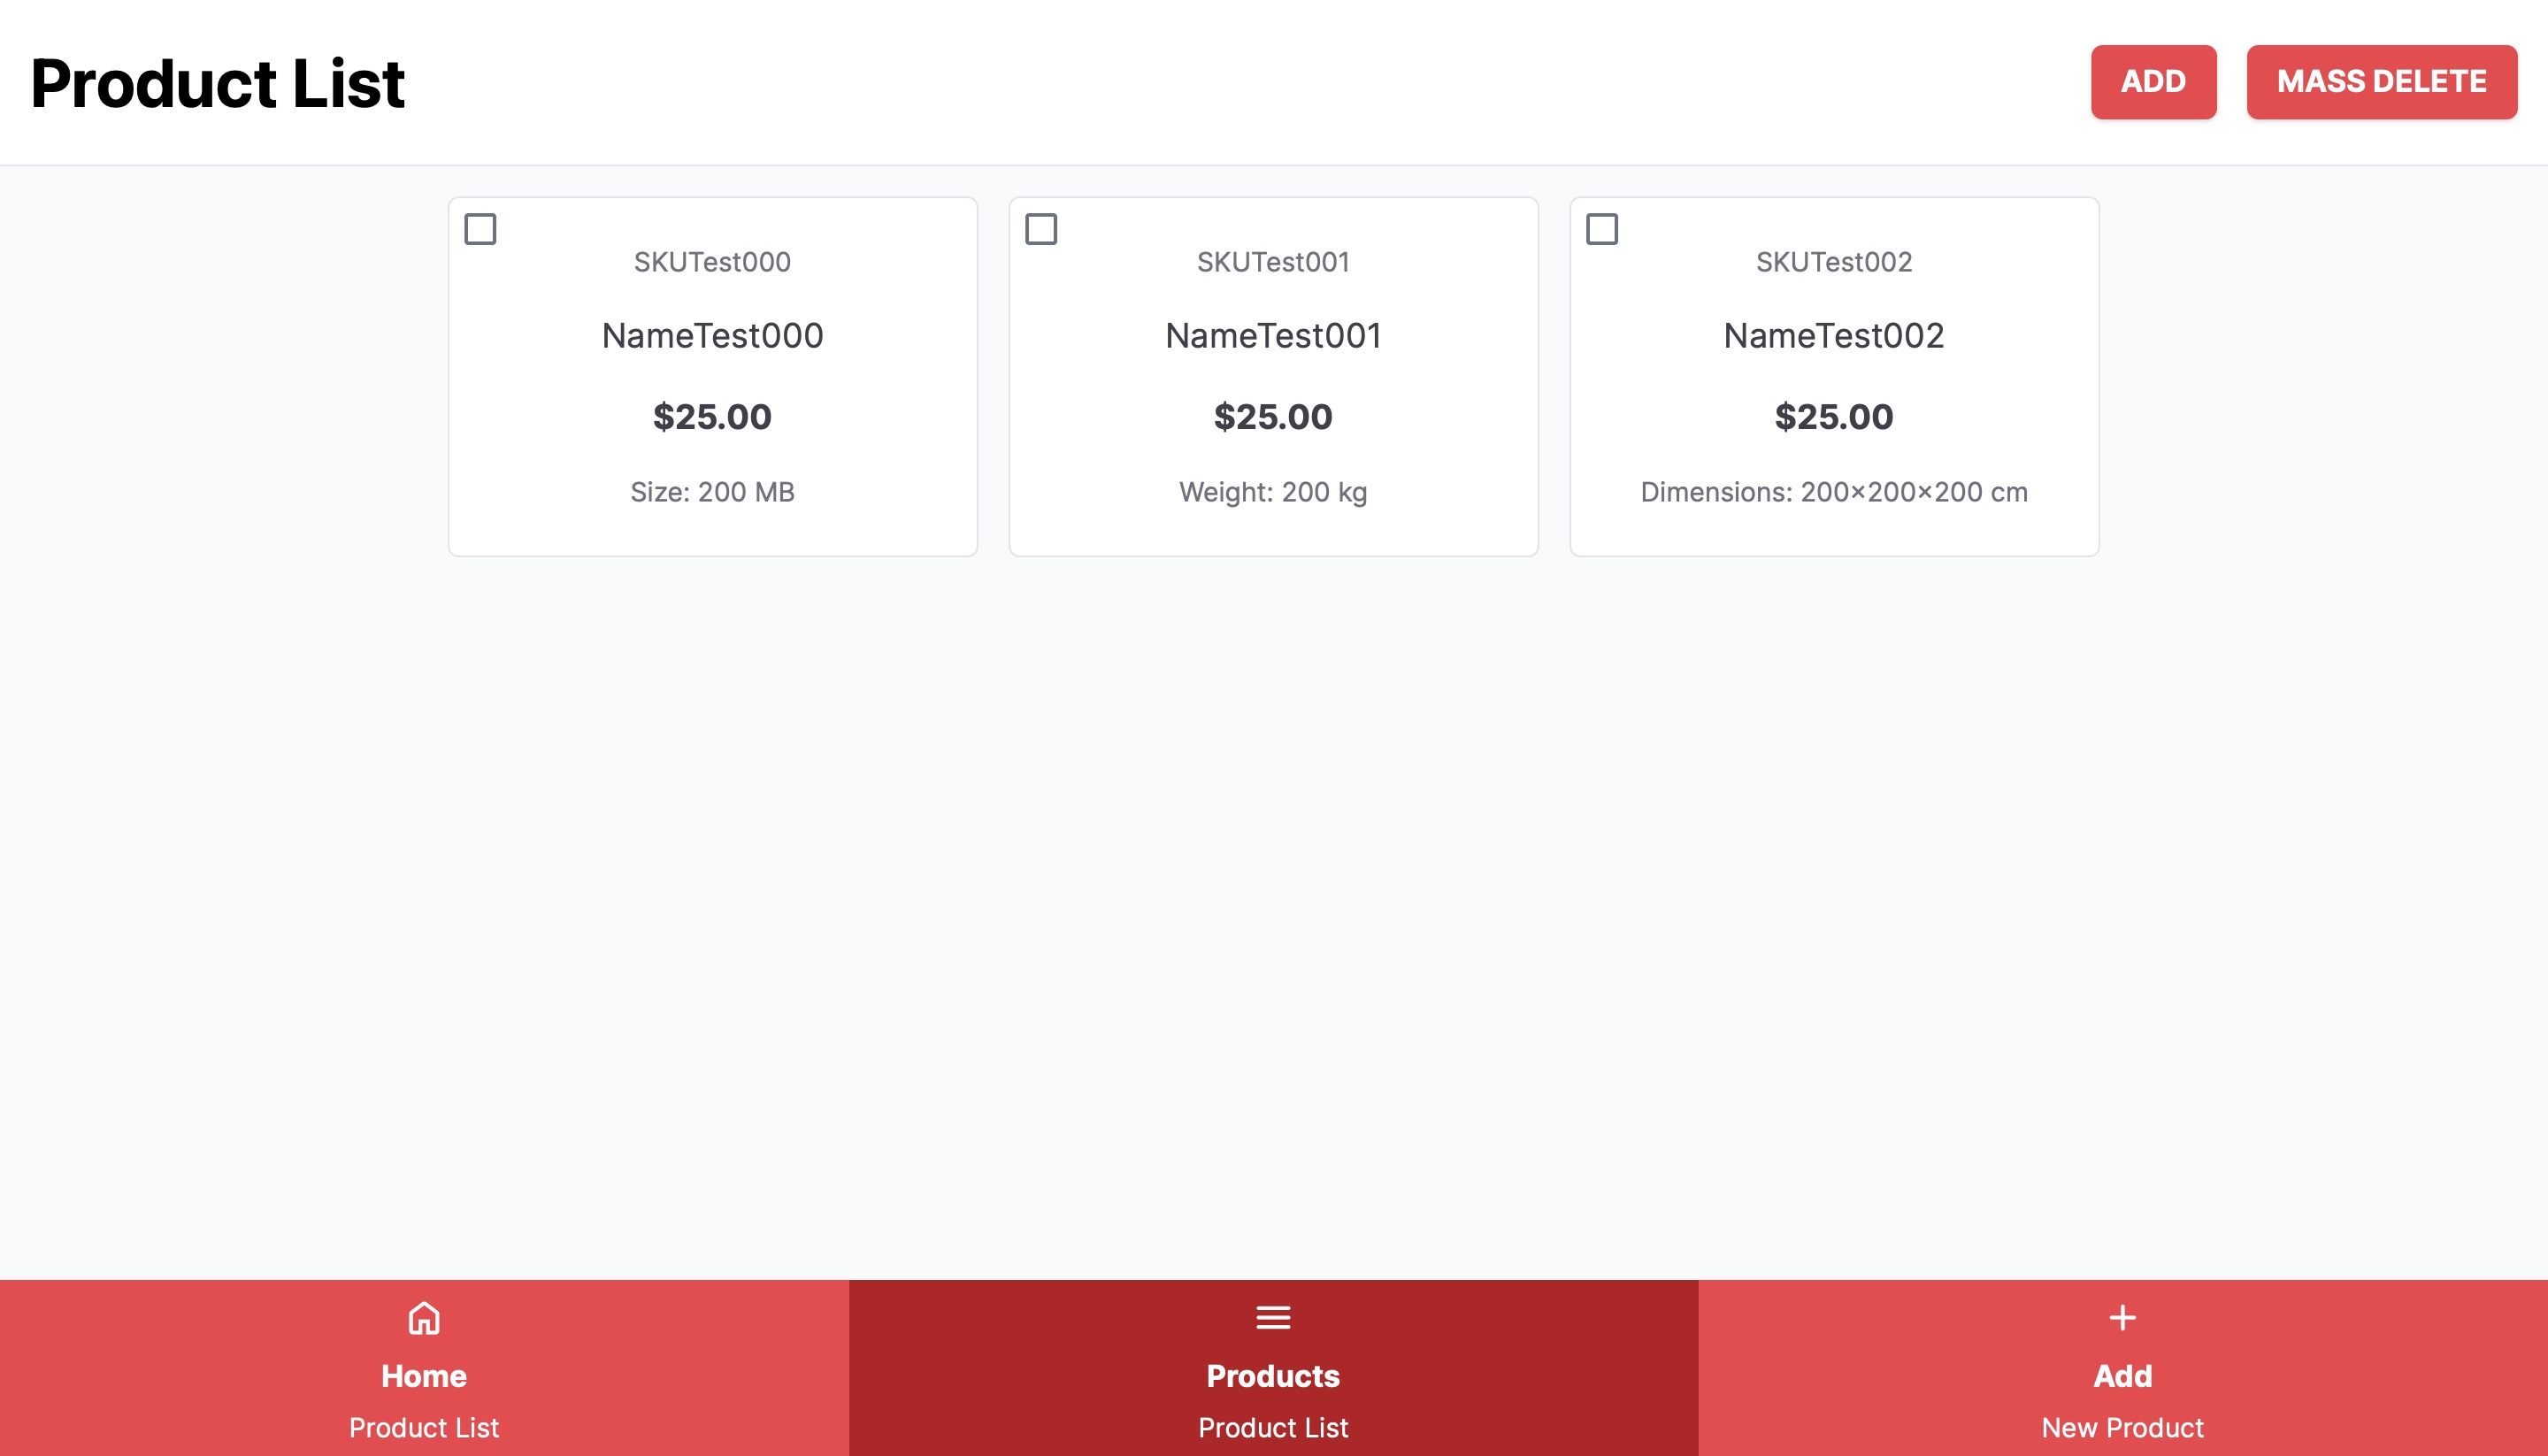 Product List
ADD
MASS DELETE
SKUTest000
NameTest000
$25.00
Size: 200 MB
SKUTest001
NameTest001
$25.00
Weight: 200 kg
SKUTest002
NameTest002
$25.00
Dimensions: 200×200×200 cm
Home
Product List
Products
Product List
Add
New Product